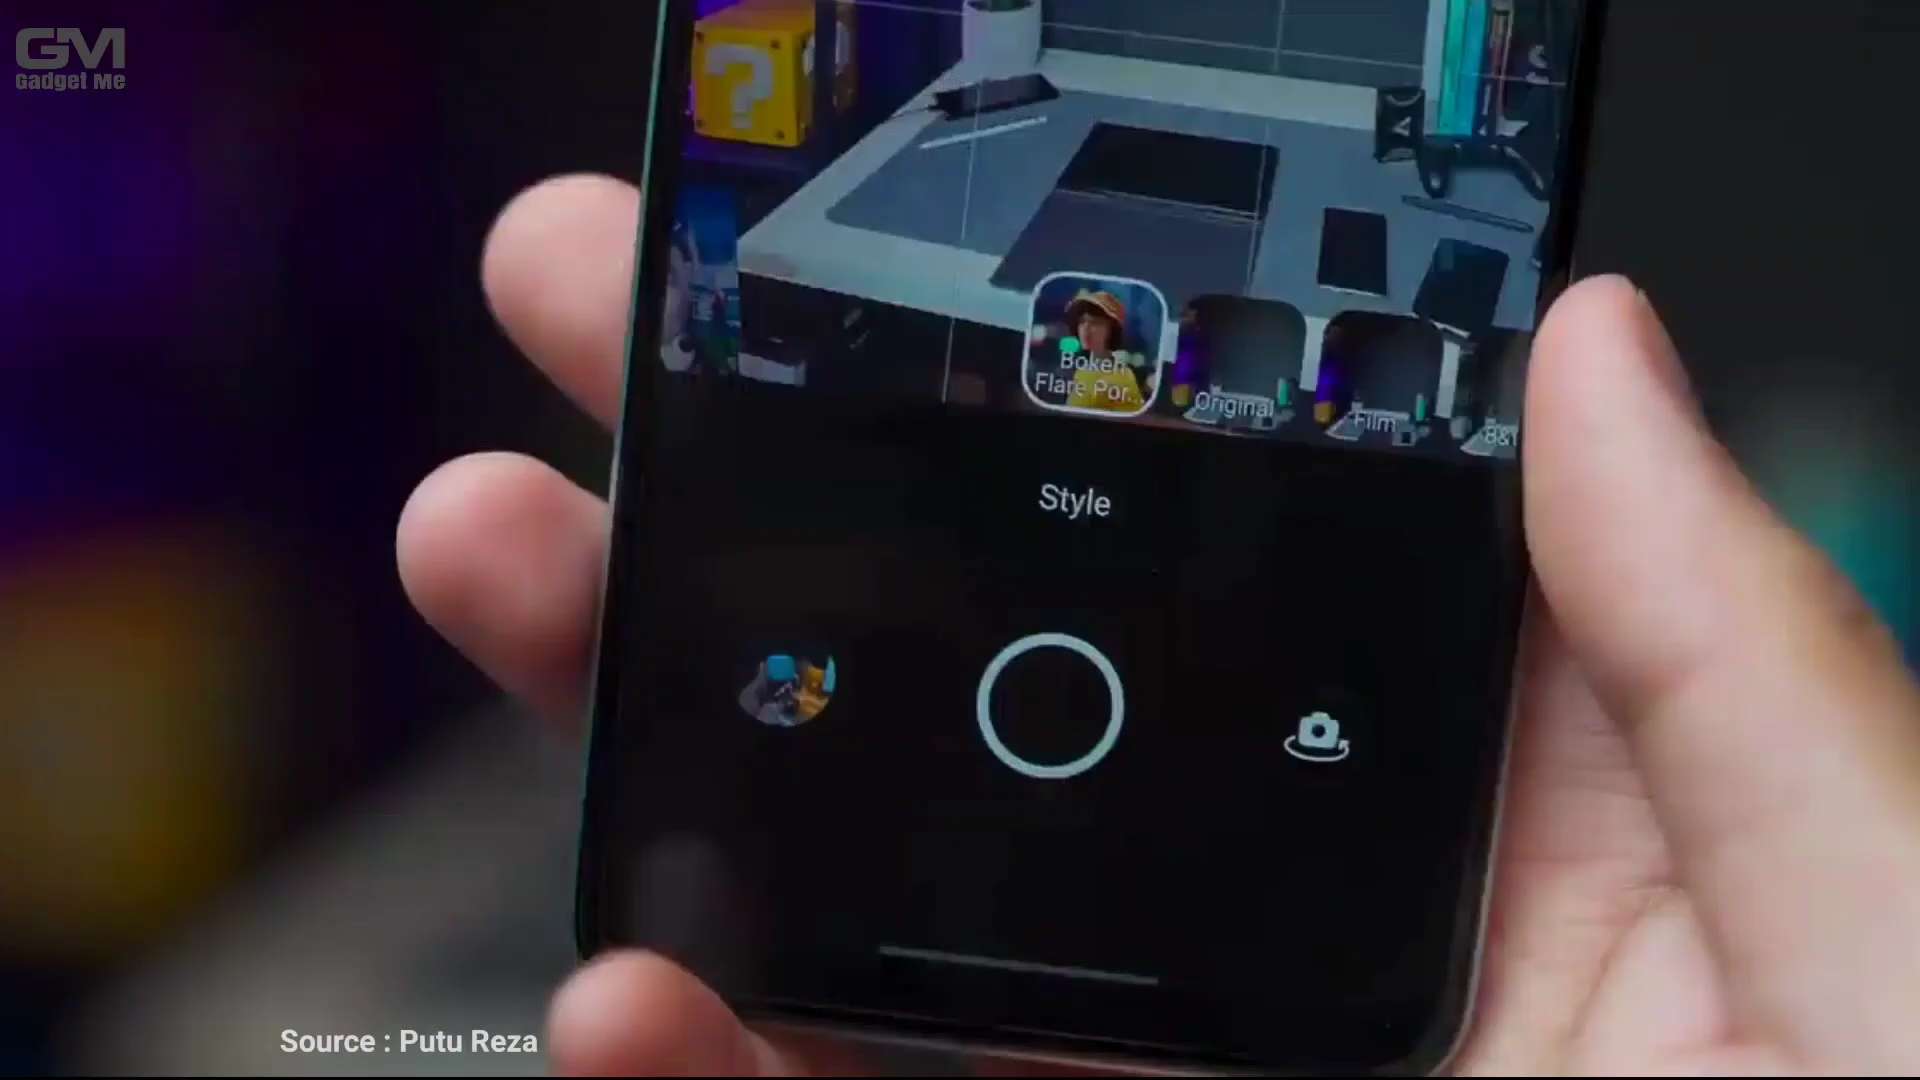 GM
Gadget Me
?
Bokeh
Flare Por...
Original
Film
Style
Source : Putu Reza